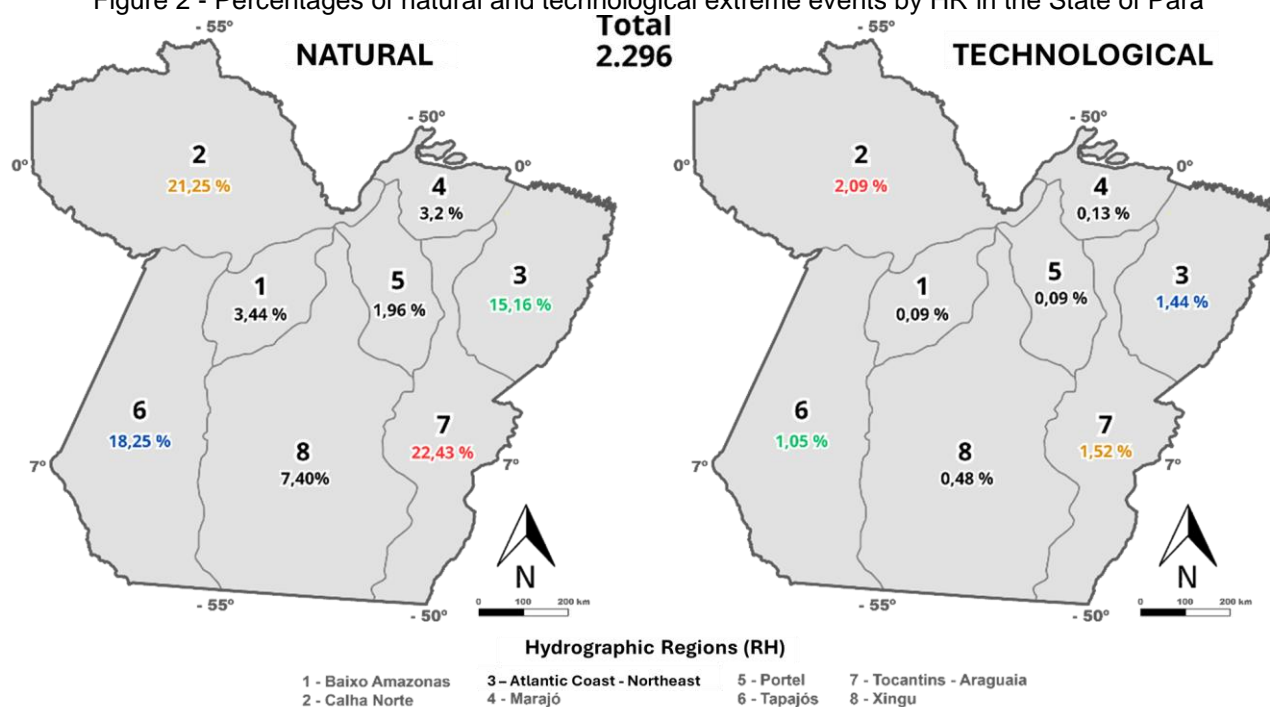 Figure 2 - Percentages of natural and technological extreme events by HR in the State of Pará
Total
2.296
NATURAL
TECHNOLOGICAL
- 55°
- 50°
0°
0°
2
21,25 %
4
3,2 %
1
3,44 %
5
1,96 %
3
15,16 %
6
18,25 %
8
7,40%
7
22,43 %
7°
7°
N
0 100 200 km
- 55°
- 50°
- 55°
- 50°
0°
0°
2
2,09 %
4
0,13 %
1
0,09 %
5
0,09 %
3
1,44 %
6
1,05 %
8
0,48 %
7
1,52 %
7°
7°
N
0 100 200 km
- 55°
- 50°
Hydrographic Regions (RH)
1 - Baixo Amazonas
2 - Calha Norte
3 – Atlantic Coast - Northeast
4 - Marajó
5 - Portel
6 - Tapajós
7 - Tocantins - Araguaia
8 - Xingu